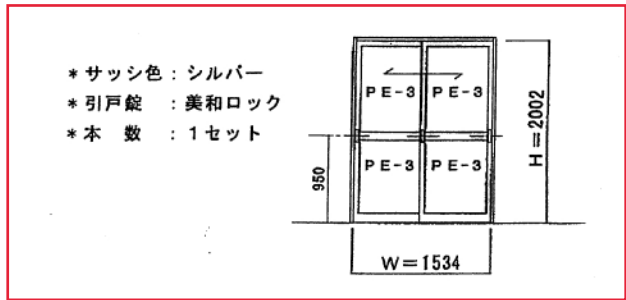 ＊サッシ色：シルバー
＊引戸錠　：美和ロック
＊本　数　：1セット
PE-3 PE-3
PE-3 PE-3
950
H=2002
W=1534